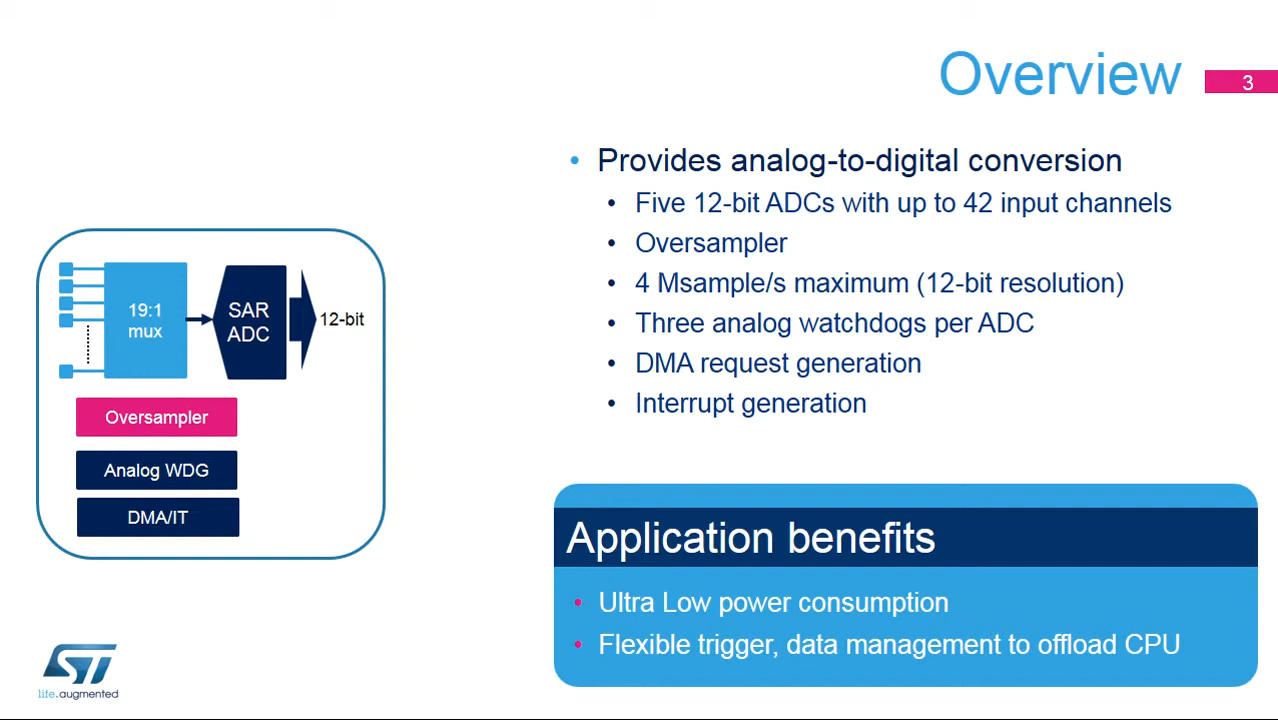 Overview
3
• Provides analog-to-digital conversion
• Five 12-bit ADCs with up to 42 input channels
• Oversampler
• 4 Msample/s maximum (12-bit resolution)
• Three analog watchdogs per ADC
• DMA request generation
• Interrupt generation
19:1
mux
SAR
ADC
12-bit
Oversampler
Analog WDG
DMA/IT
Application benefits
• Ultra Low power consumption
• Flexible trigger, data management to offload CPU
ST
life.augmented